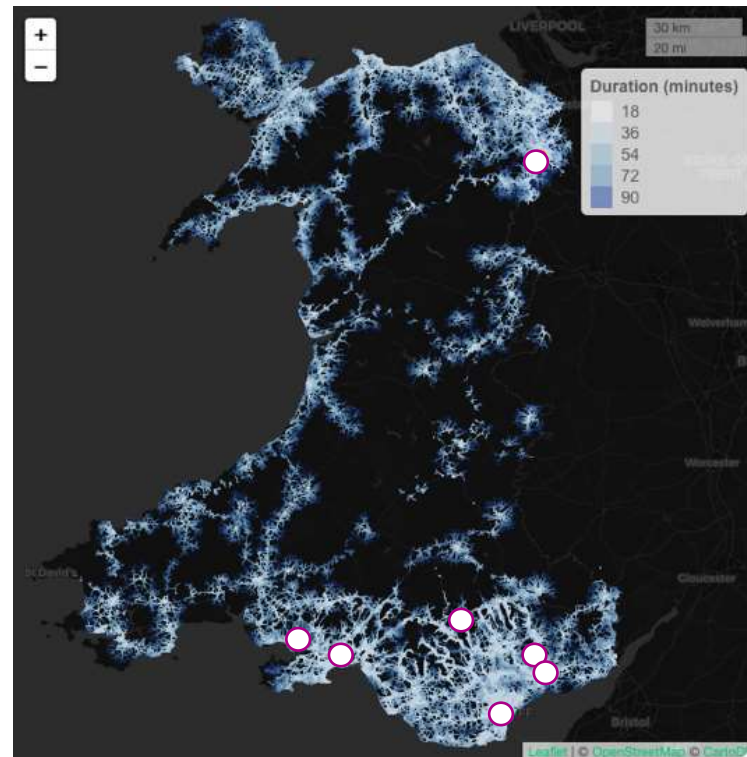 +
−
LIVERPOOL
30 km
20 mi
Duration (minutes)
18
36
54
72
90
Worcester
St David's
Gloucester
Bristol
Leaflet | © OpenStreetMap © CartoD